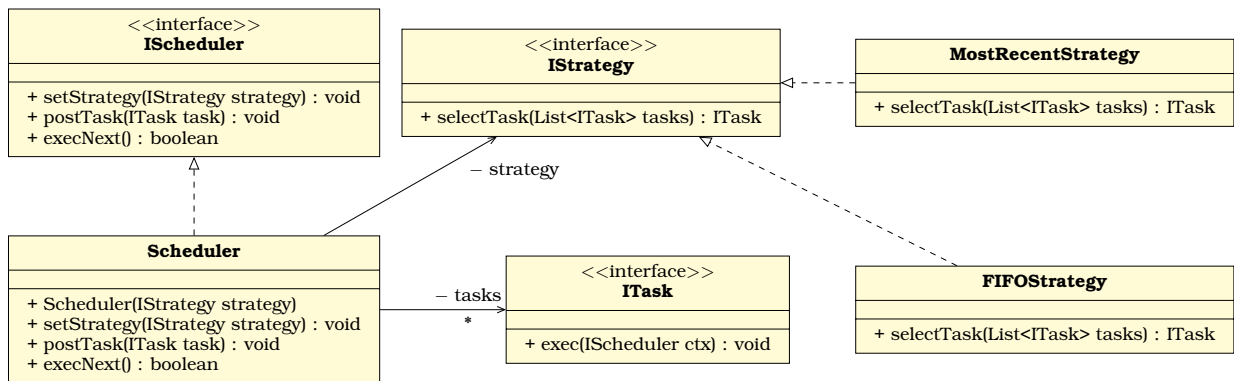 <<interface>>
IScheduler
+ setStrategy(IStrategy strategy) : void
+ postTask(ITask task) : void
+ execNext() : boolean
<<interface>>
IStrategy
+ selectTask(List<ITask> tasks) : ITask
MostRecentStrategy
+ selectTask(List<ITask> tasks) : ITask
− strategy
Scheduler
+ Scheduler(IStrategy strategy)
+ setStrategy(IStrategy strategy) : void
+ postTask(ITask task) : void
+ execNext() : boolean
− tasks
*
<<interface>>
ITask
+ exec(IScheduler ctx) : void
FIFOStrategy
+ selectTask(List<ITask> tasks) : ITask